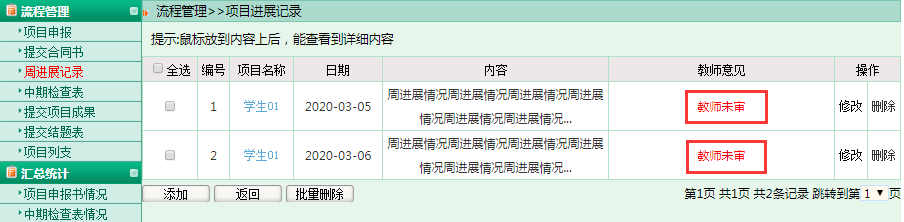 流程管理
项目申报
提交合同书
周进展记录
中期检查表
提交项目成果
提交结题表
项目列支
汇总统计
项目申报书情况
中期检查表情况
流程管理>>项目进展记录
提示:鼠标放到内容上后，能查看到详细内容
全选 编号 项目名称 日期 内容 教师意见 操作
1 学生01 2020-03-05 周进展情况周进展情况周进展情况周进展
情况周进展情况周进展情况... 教师未审 修改 删除
2 学生01 2020-03-06 周进展情况周进展情况周进展情况周进展
情况周进展情况周进展情况... 教师未审 修改 删除
添加 返回 批量删除 第1页 共1页 共2条记录 跳转到第 1 页